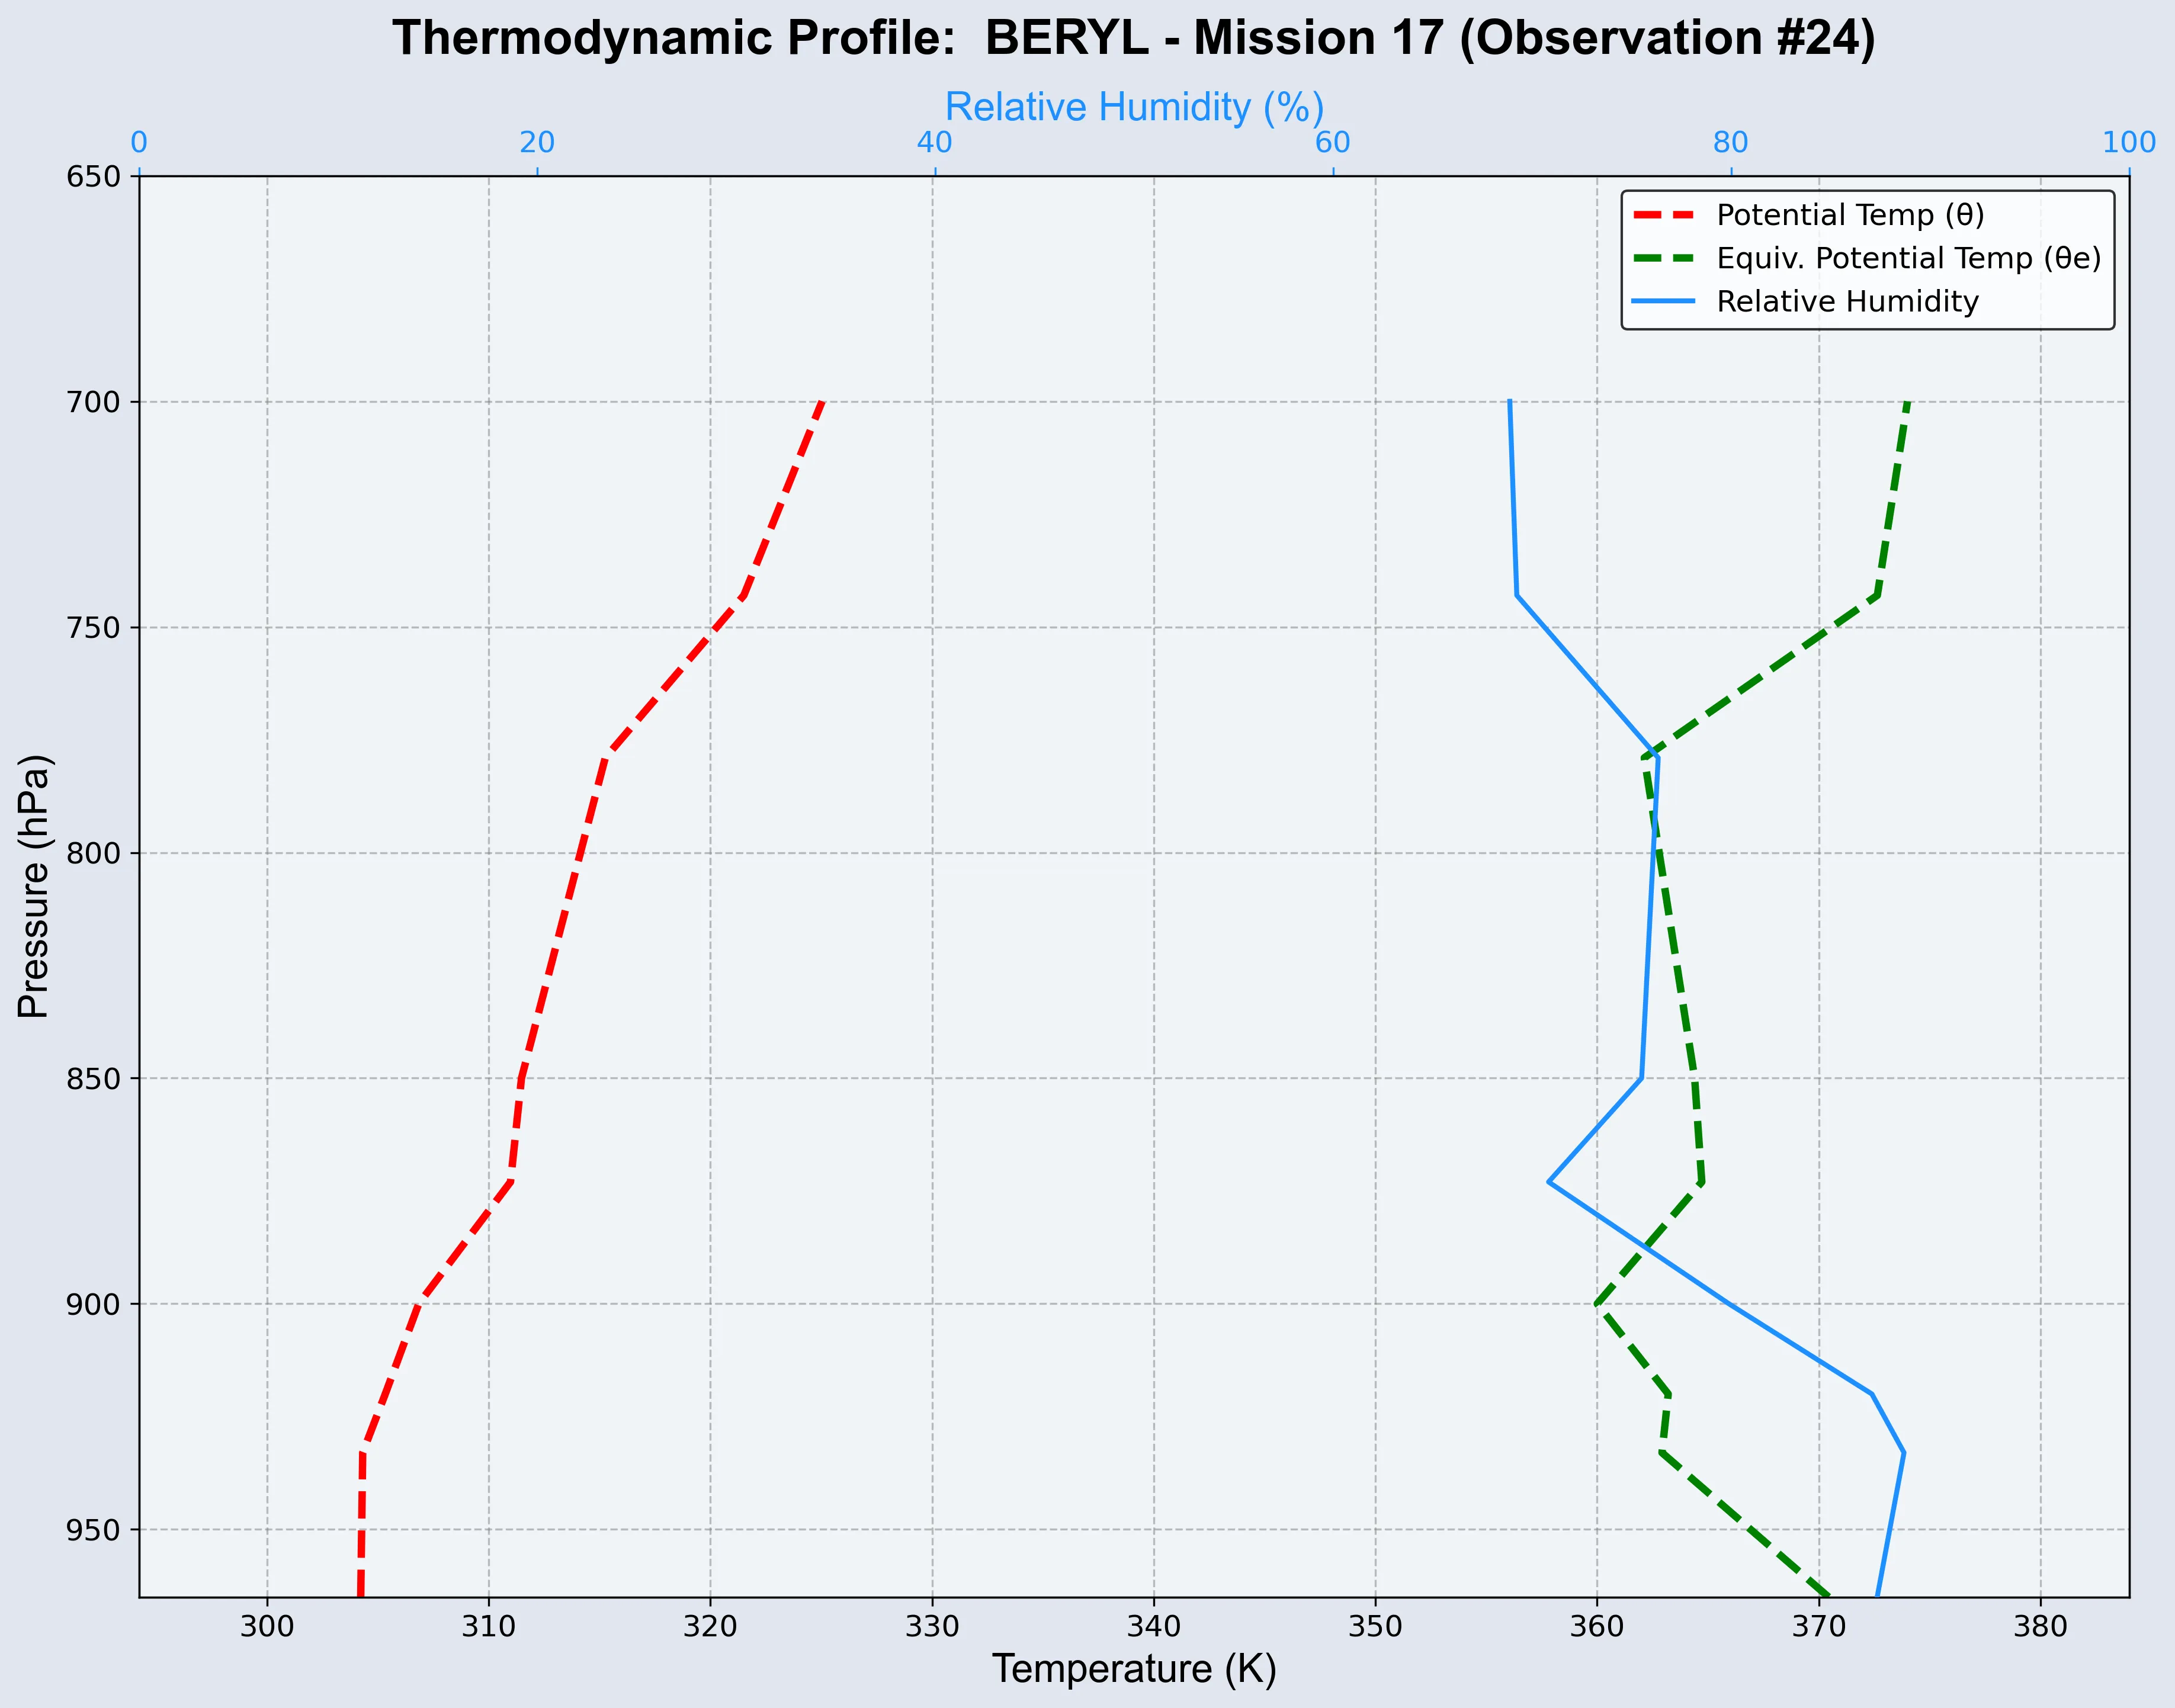 Thermodynamic Profile:  BERYL - Mission 17 (Observation #24)
Relative Humidity (%)
0 20 40 60 80 100
Potential Temp (θ)
Equiv. Potential Temp (θe)
Relative Humidity
Pressure (hPa)
650
700
750
800
850
900
950
300 310 320 330 340 350 360 370 380
Temperature (K)